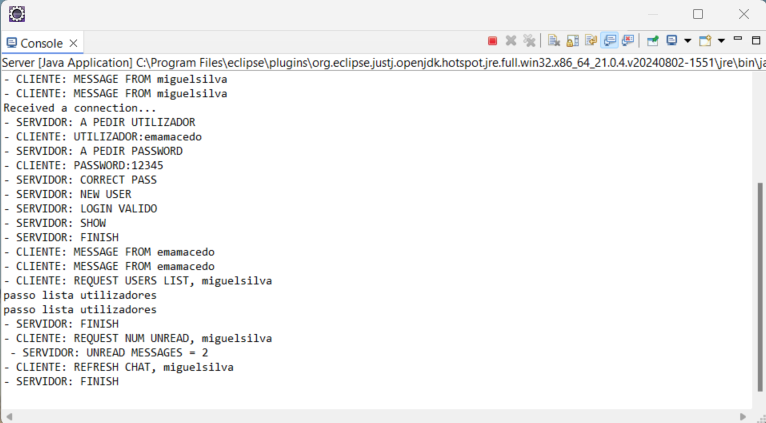 Console
Server [Java Application] C:\Program Files\eclipse\plugins\org.eclipse.justj.openjdk.hotspot.jre.full.win32.x86_64_21.0.4.v20240802-1551\jre\bin\ja
- CLIENTE: MESSAGE FROM miguelsilva
- CLIENTE: MESSAGE FROM miguelsilva
Received a connection...
- SERVIDOR: A PEDIR UTILIZADOR
- CLIENTE: UTILIZADOR:emamacedo
- SERVIDOR: A PEDIR PASSWORD
- CLIENTE: PASSWORD:12345
- SERVIDOR: CORRECT PASS
- SERVIDOR: NEW USER
- SERVIDOR: LOGIN VALIDO
- SERVIDOR: SHOW
- SERVIDOR: FINISH
- CLIENTE: MESSAGE FROM emamacedo
- CLIENTE: MESSAGE FROM emamacedo
- CLIENTE: REQUEST USERS LIST, miguelsilva
passo lista utilizadores
passo lista utilizadores
- SERVIDOR: FINISH
- CLIENTE: REQUEST NUM UNREAD, miguelsilva
 - SERVIDOR: UNREAD MESSAGES = 2
- CLIENTE: REFRESH CHAT, miguelsilva
- SERVIDOR: FINISH